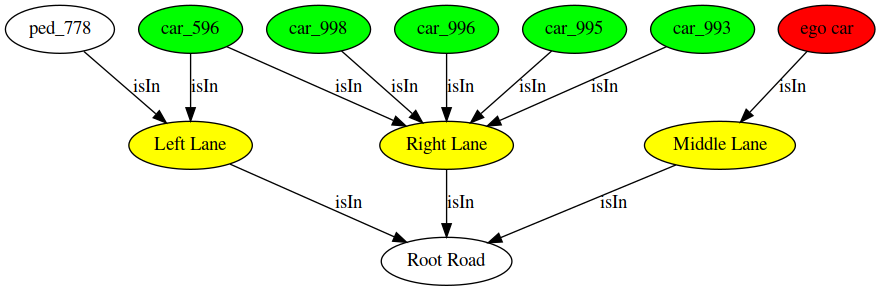 ped_778
car_596
car_998
car_996
car_995
car_993
ego car
isIn
isIn
isIn
isIn
isIn
isIn
isIn
isIn
Left Lane
Right Lane
Middle Lane
isIn
isIn
isIn
Root Road